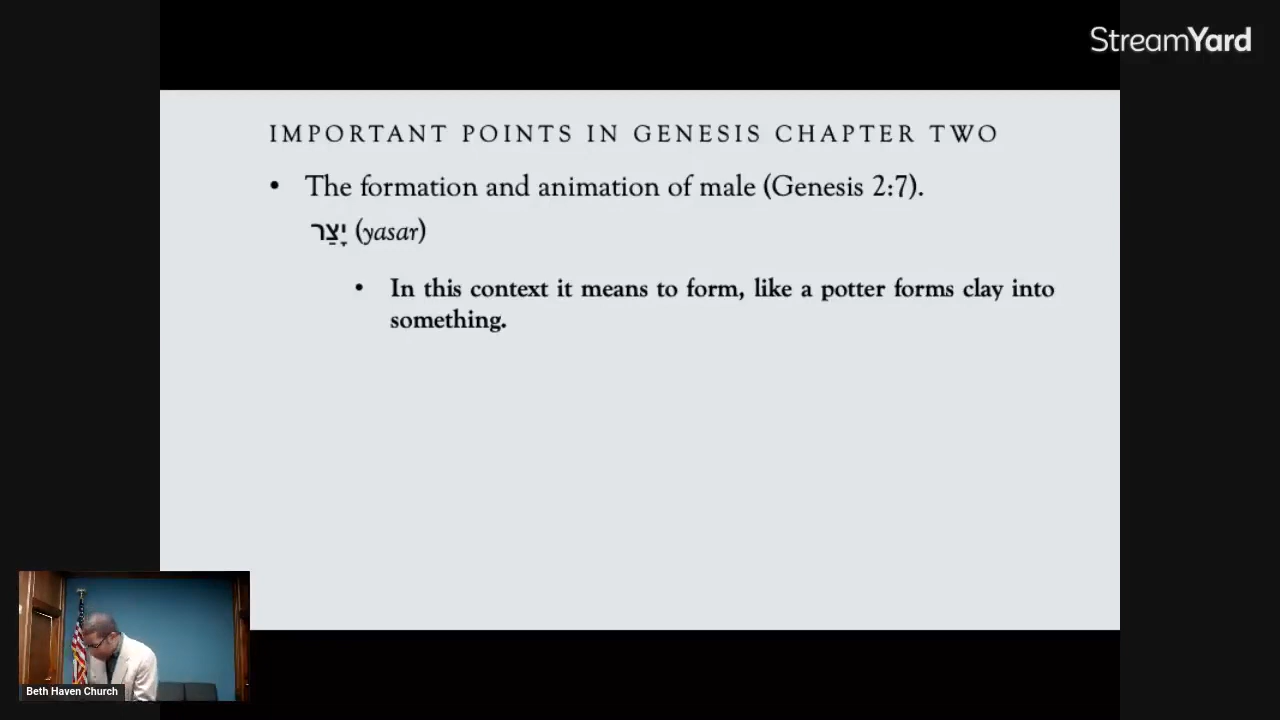 StreamYard
IMPORTANT POINTS IN GENESIS CHAPTER TWO
• The formation and animation of male (Genesis 2:7).
יָצַר (yasar)
• In this context it means to form, like a potter forms clay into
something.
Beth Haven Church